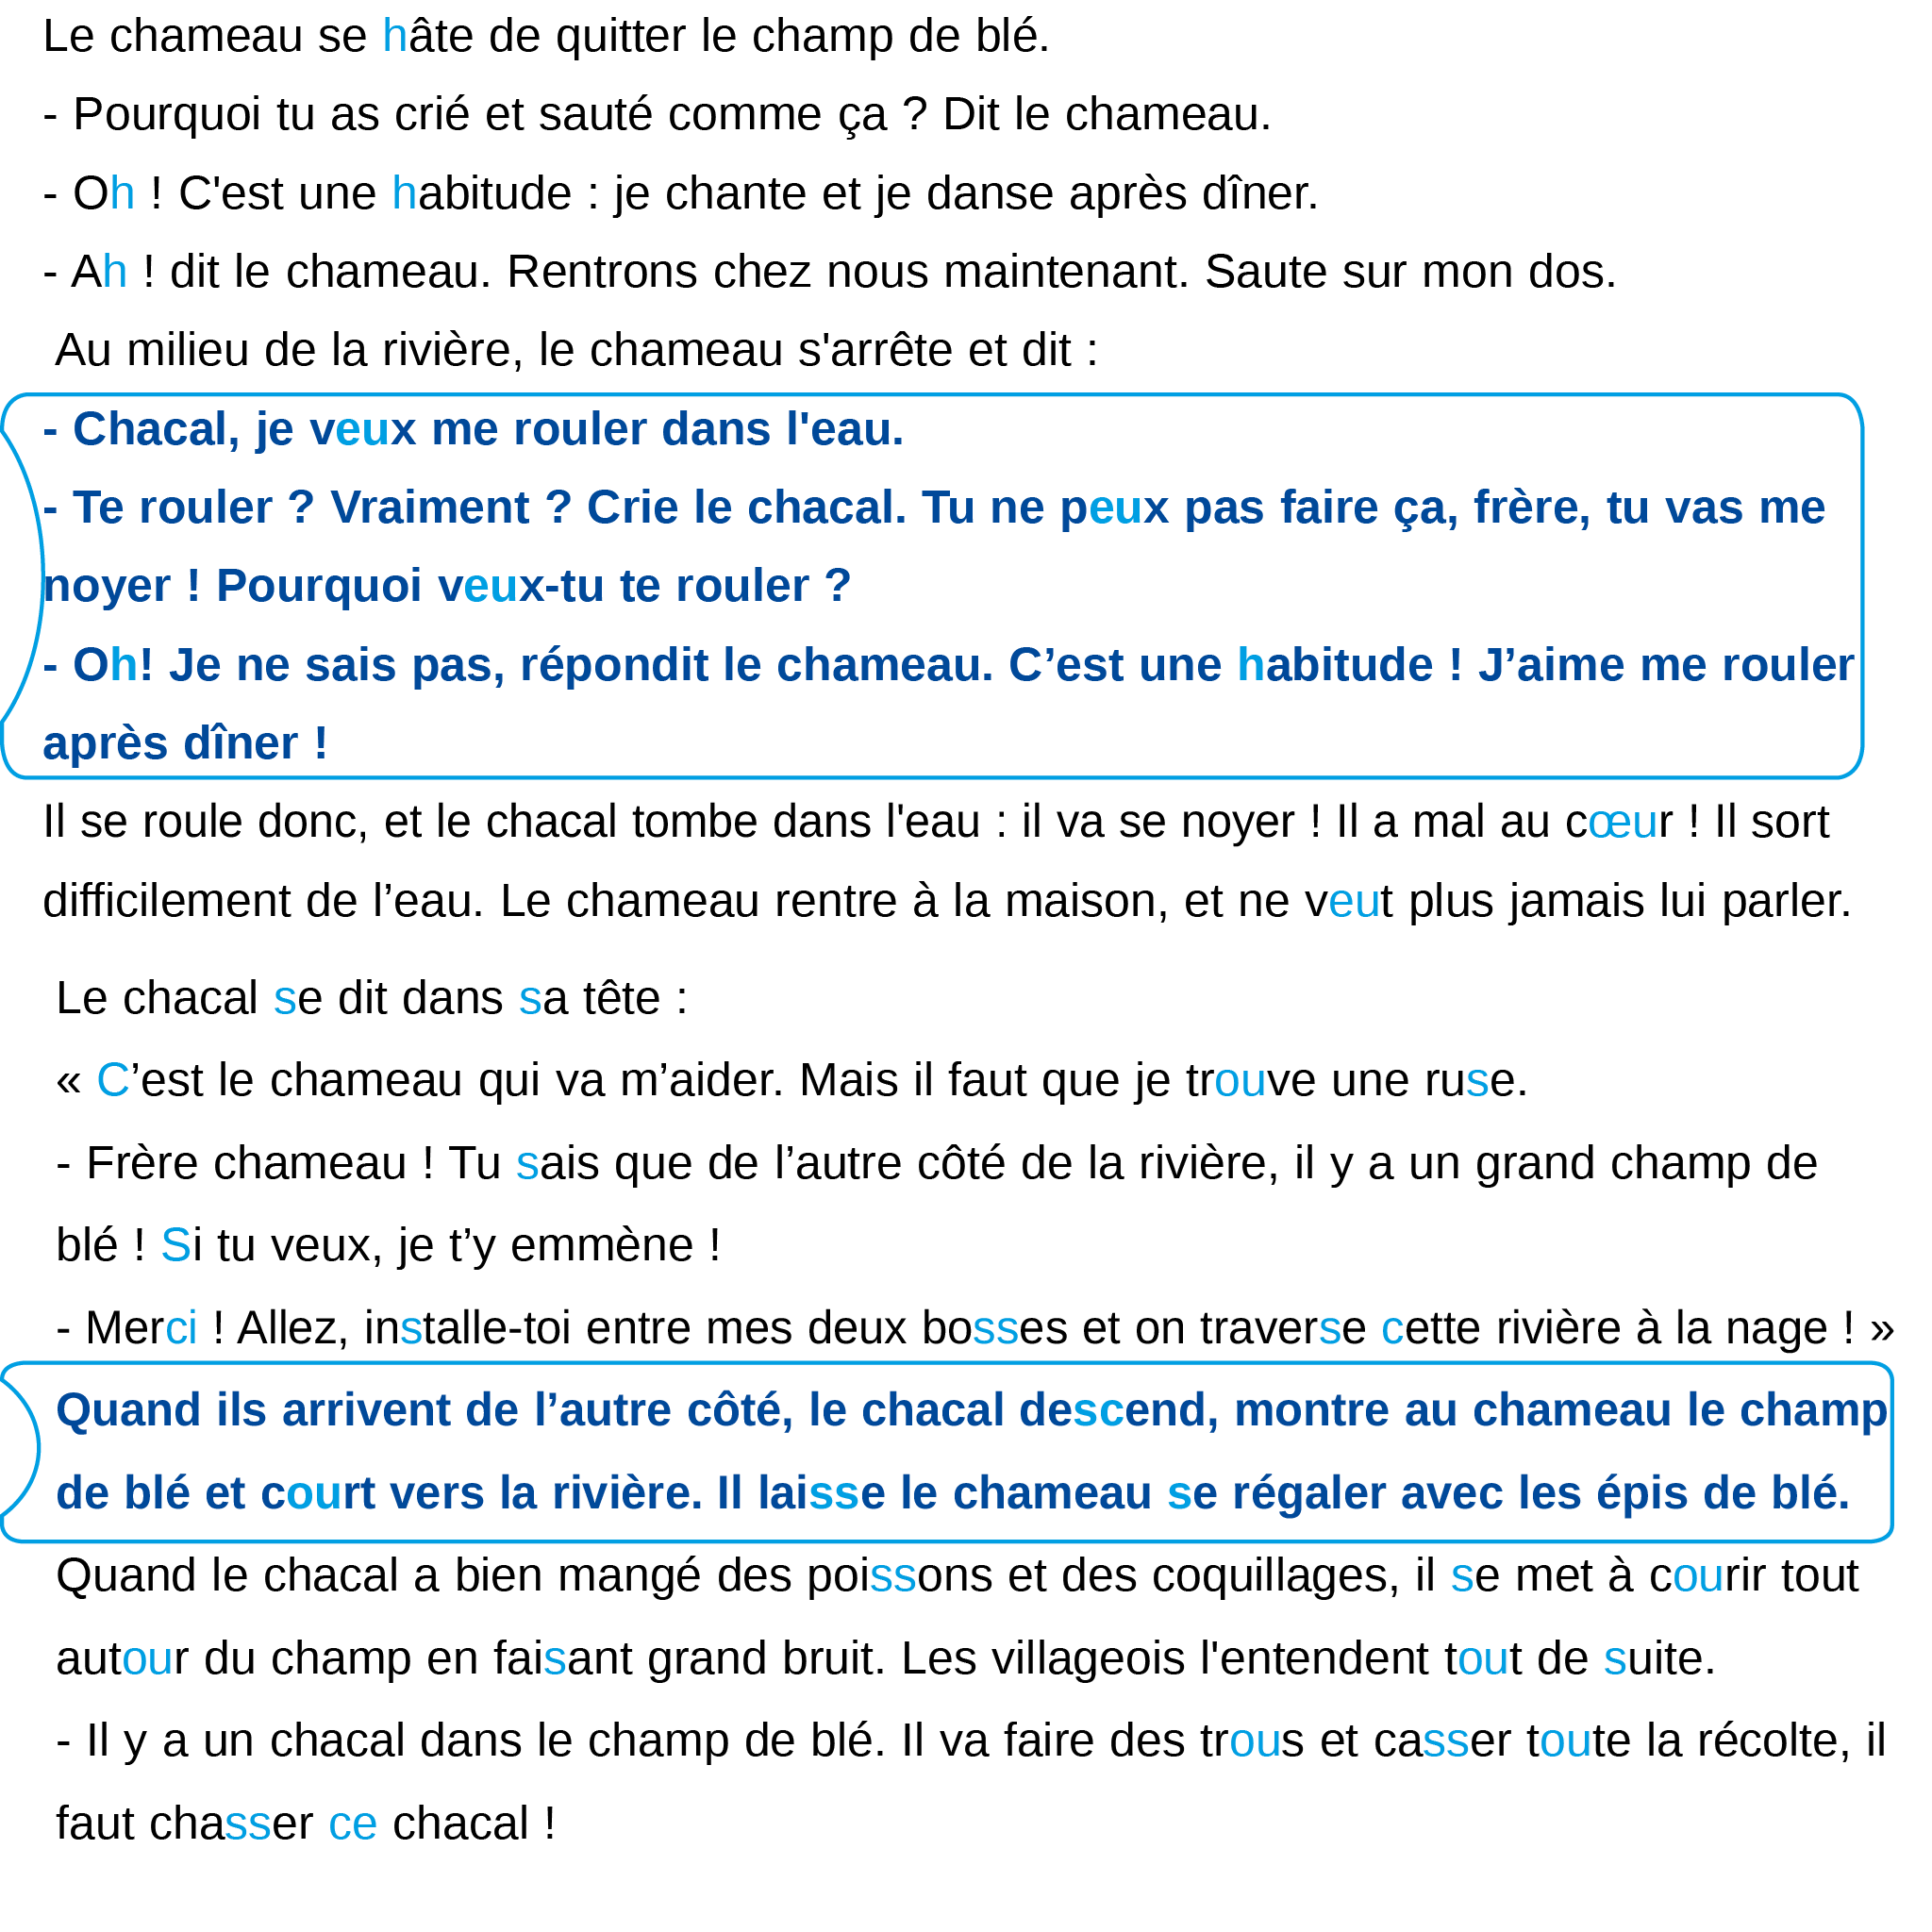 Le chameau se hâte de quitter le champ de blé.
- Pourquoi tu as crié et sauté comme ça ? Dit le chameau.
- Oh ! C'est une habitude : je chante et je danse après dîner.
- Ah ! dit le chameau. Rentrons chez nous maintenant. Saute sur mon dos.
Au milieu de la rivière, le chameau s'arrête et dit :
- Chacal, je veux me rouler dans l'eau.
- Te rouler ? Vraiment ? Crie le chacal. Tu ne peux pas faire ça, frère, tu vas me
noyer ! Pourquoi veux-tu te rouler ?
- Oh! Je ne sais pas, répondit le chameau. C’est une habitude ! J’aime me rouler
après dîner !
Il se roule donc, et le chacal tombe dans l'eau : il va se noyer ! Il a mal au cœur ! Il sort
difficilement de l’eau. Le chameau rentre à la maison, et ne veut plus jamais lui parler.
Le chacal se dit dans sa tête :
« C’est le chameau qui va m’aider. Mais il faut que je trouve une ruse.
- Frère chameau ! Tu sais que de l’autre côté de la rivière, il y a un grand champ de
blé ! Si tu veux, je t’y emmène !
- Merci ! Allez, installe-toi entre mes deux bosses et on traverse cette rivière à la nage ! »
Quand ils arrivent de l’autre côté, le chacal descend, montre au chameau le champ
de blé et court vers la rivière. Il laisse le chameau se régaler avec les épis de blé.
Quand le chacal a bien mangé des poissons et des coquillages, il se met à courir tout
autour du champ en faisant grand bruit. Les villageois l'entendent tout de suite.
- Il y a un chacal dans le champ de blé. Il va faire des trous et casser toute la récolte, il
faut chasser ce chacal !